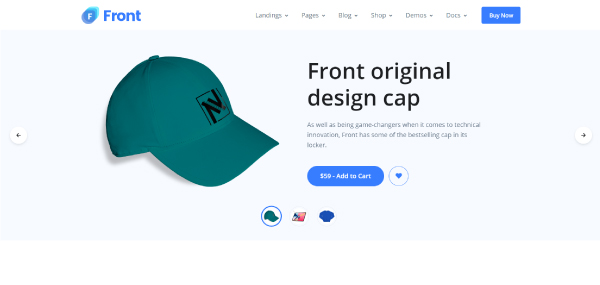 Front
Landings Pages Blog Shop Demos Docs Buy Now
Front original
design cap
As well as being game-changers when it comes to technical
innovation, Front has some of the bestselling cap in its
locker.
$59 - Add to Cart